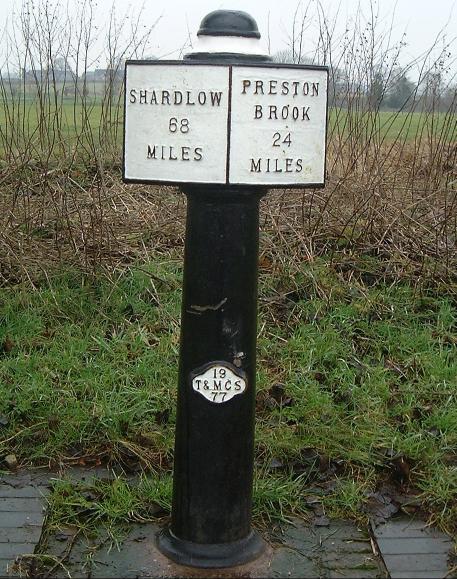 SHARDLOW
68
MILES
PRESTON
BROOK
24
MILES
19
T&MCS
77